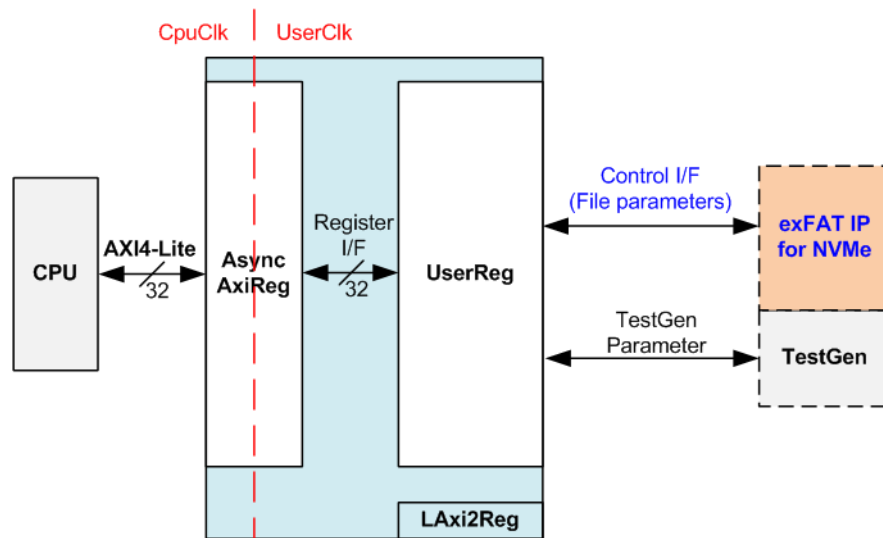 CpuClk
UserClk
CPU
AXI4-Lite
32
Async
AxiReg
Register
I/F
32
UserReg
Control I/F
(File parameters)
exFAT IP
for NVMe
TestGen
Parameter
TestGen
LAxi2Reg